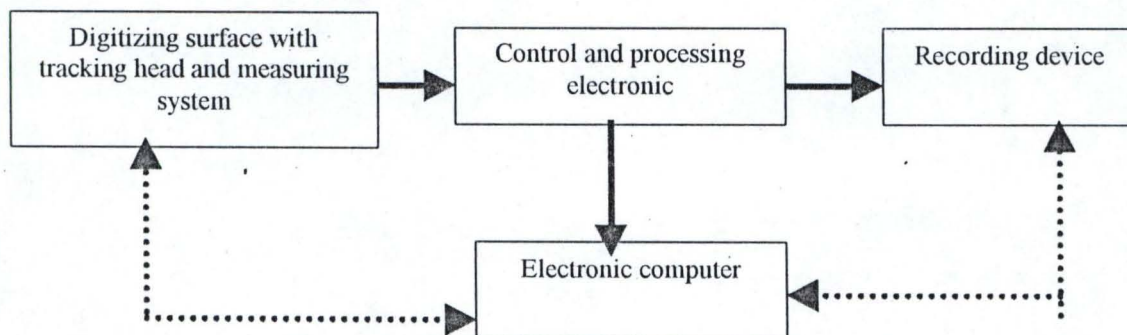 Digitizing surface with
tracking head and measuring
system
Control and processing
electronic
Recording device
Electronic computer